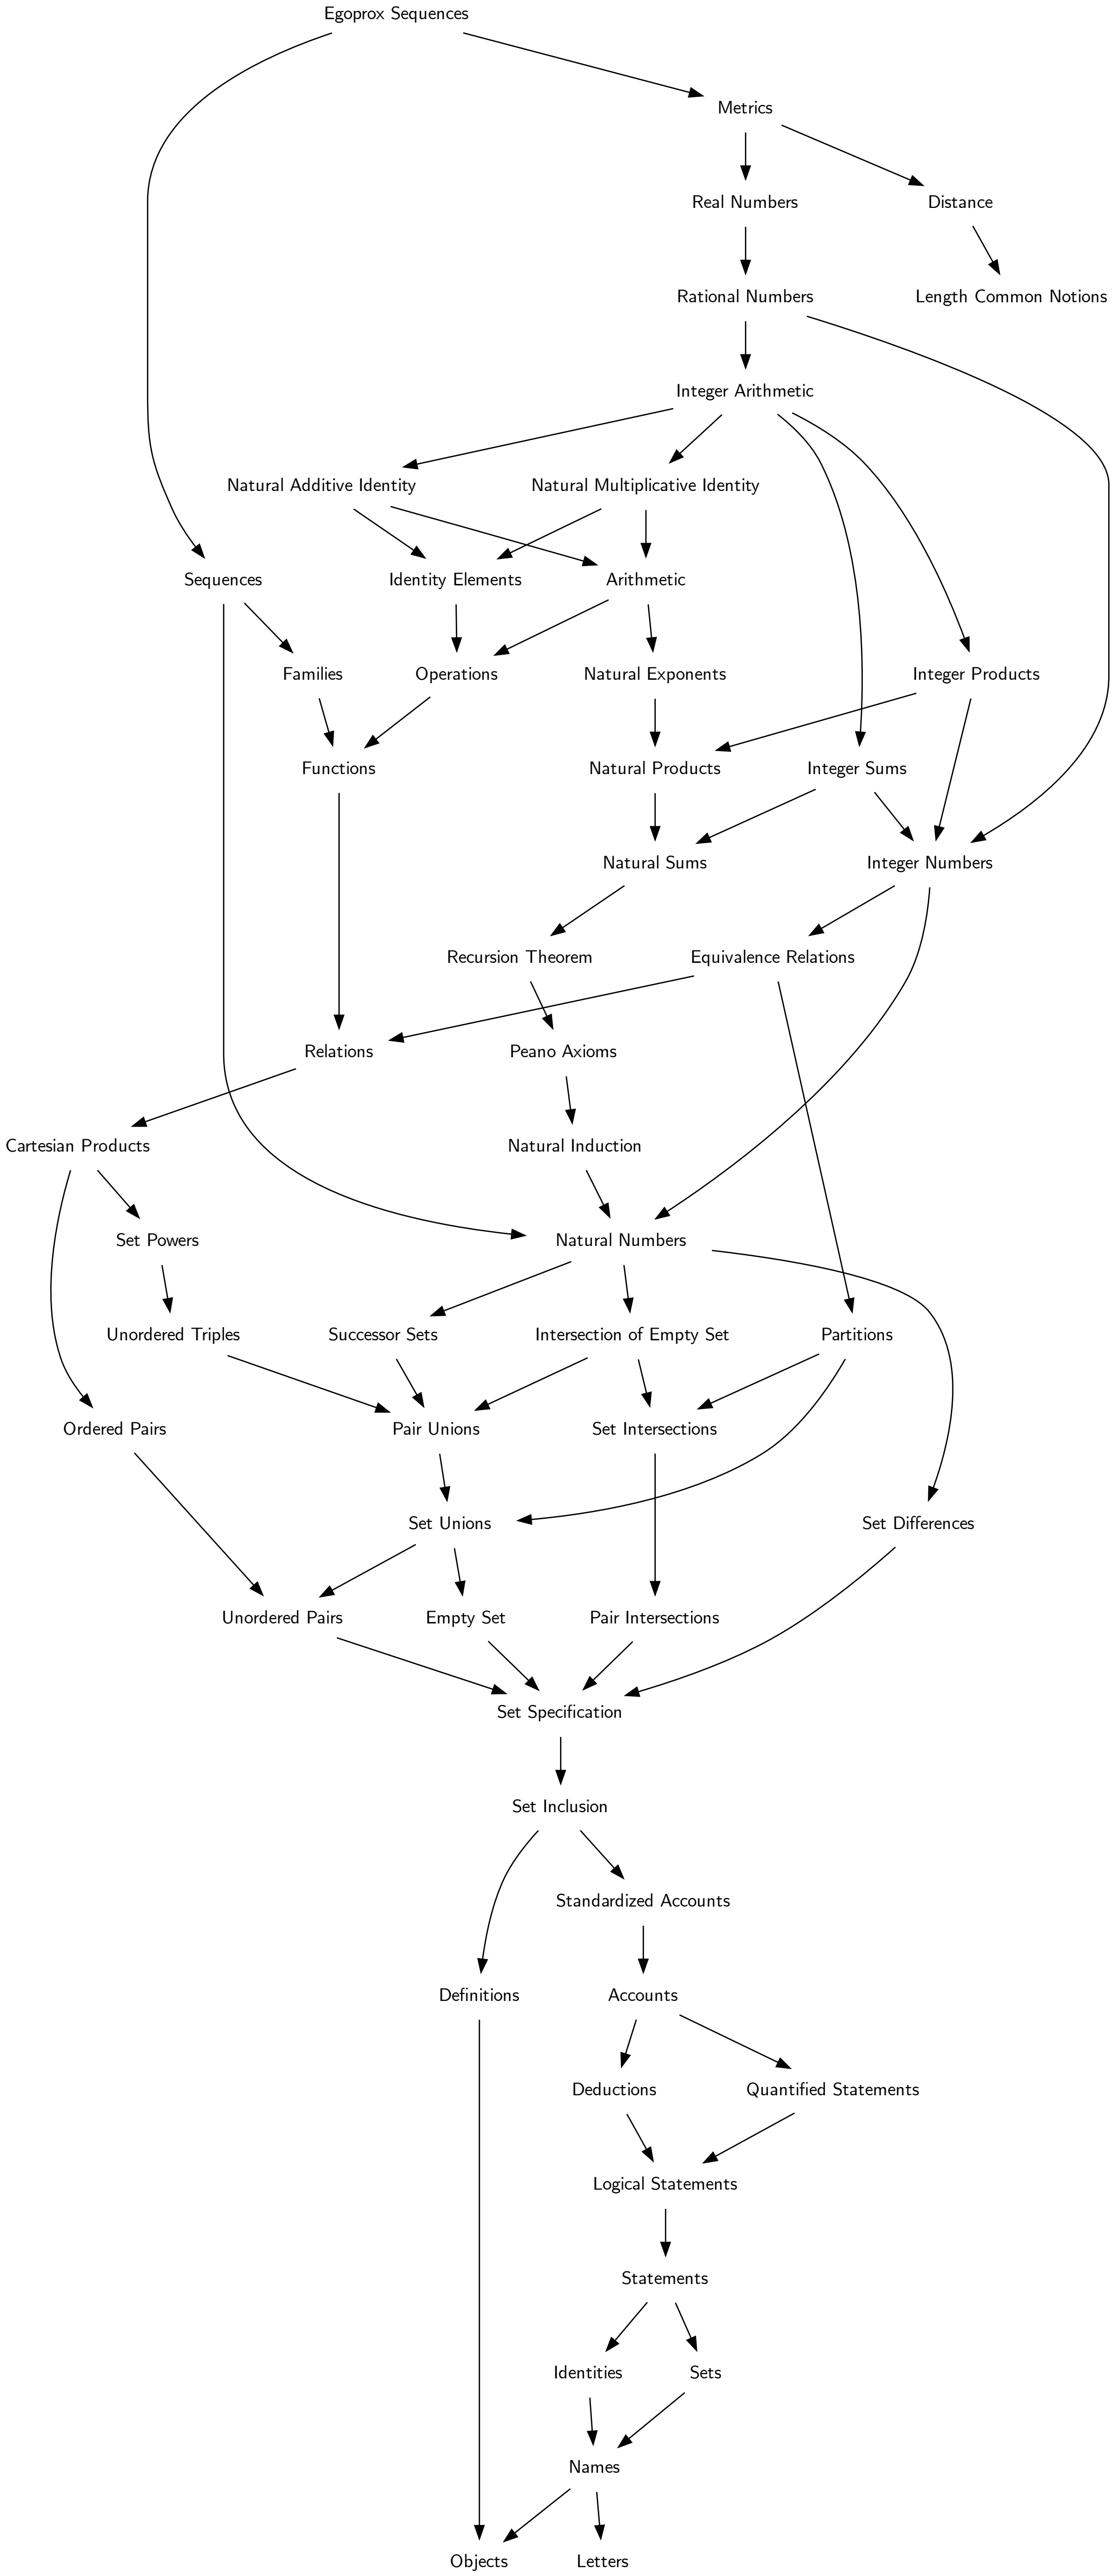 Egoprox Sequences
Metrics
Real Numbers
Distance
Rational Numbers
Length Common Notions
Integer Arithmetic
Natural Additive Identity
Natural Multiplicative Identity
Sequences
Identity Elements
Arithmetic
Families
Operations
Natural Exponents
Integer Products
Functions
Natural Products
Integer Sums
Natural Sums
Integer Numbers
Recursion Theorem
Equivalence Relations
Relations
Peano Axioms
Cartesian Products
Natural Induction
Set Powers
Natural Numbers
Unordered Triples
Successor Sets
Intersection of Empty Set
Partitions
Ordered Pairs
Pair Unions
Set Intersections
Set Unions
Set Differences
Unordered Pairs
Empty Set
Pair Intersections
Set Specification
Set Inclusion
Standardized Accounts
Definitions
Accounts
Deductions
Quantified Statements
Logical Statements
Statements
Identities
Sets
Names
Objects
Letters